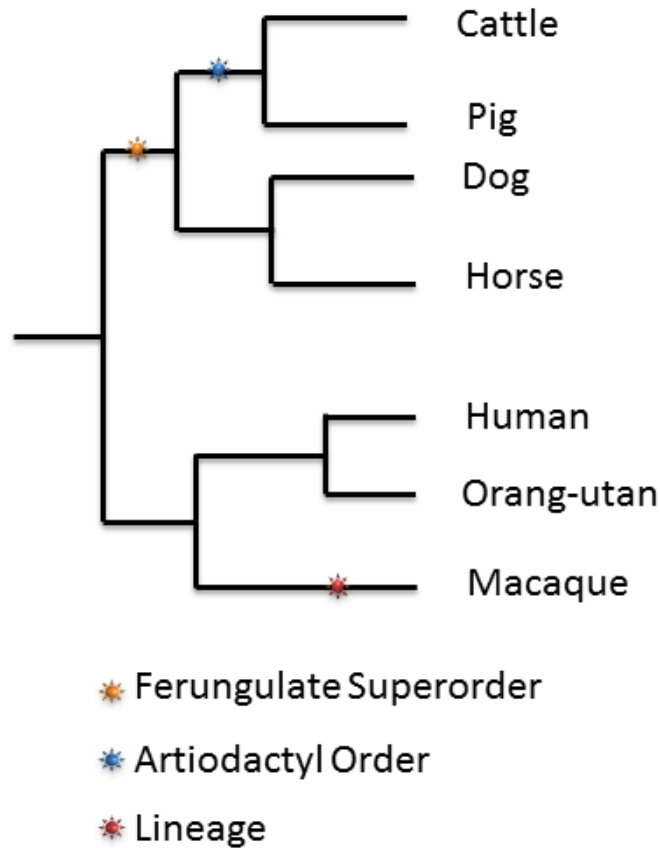 Cattle
Pig
Dog
Horse
Human
Orang-utan
Macaque
Ferungulate Superorder
Artiodactyl Order
Lineage